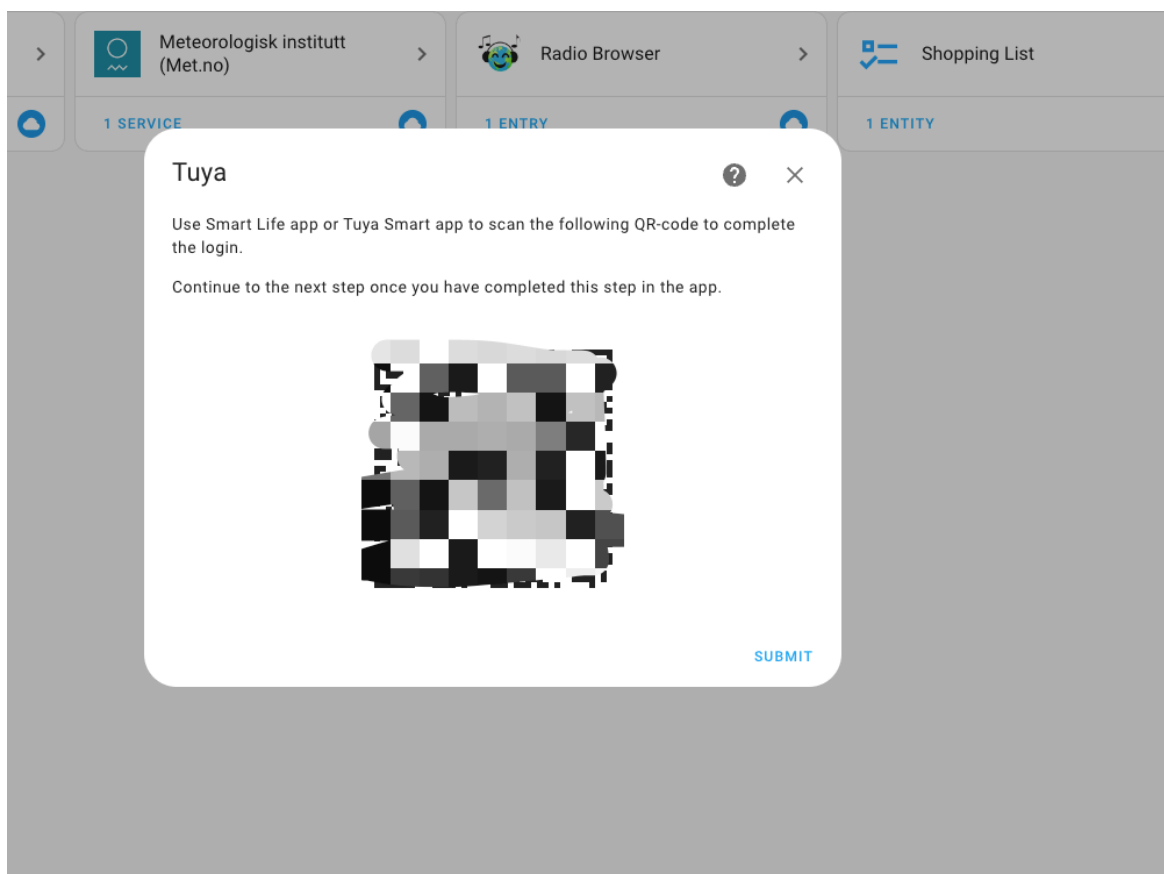 Meteorologisk institutt
(Met.no)
Radio Browser
Shopping List
1 SERVICE
1 ENTRY
1 ENTITY
Tuya
Use Smart Life app or Tuya Smart app to scan the following QR-code to complete
the login.
Continue to the next step once you have completed this step in the app.
SUBMIT